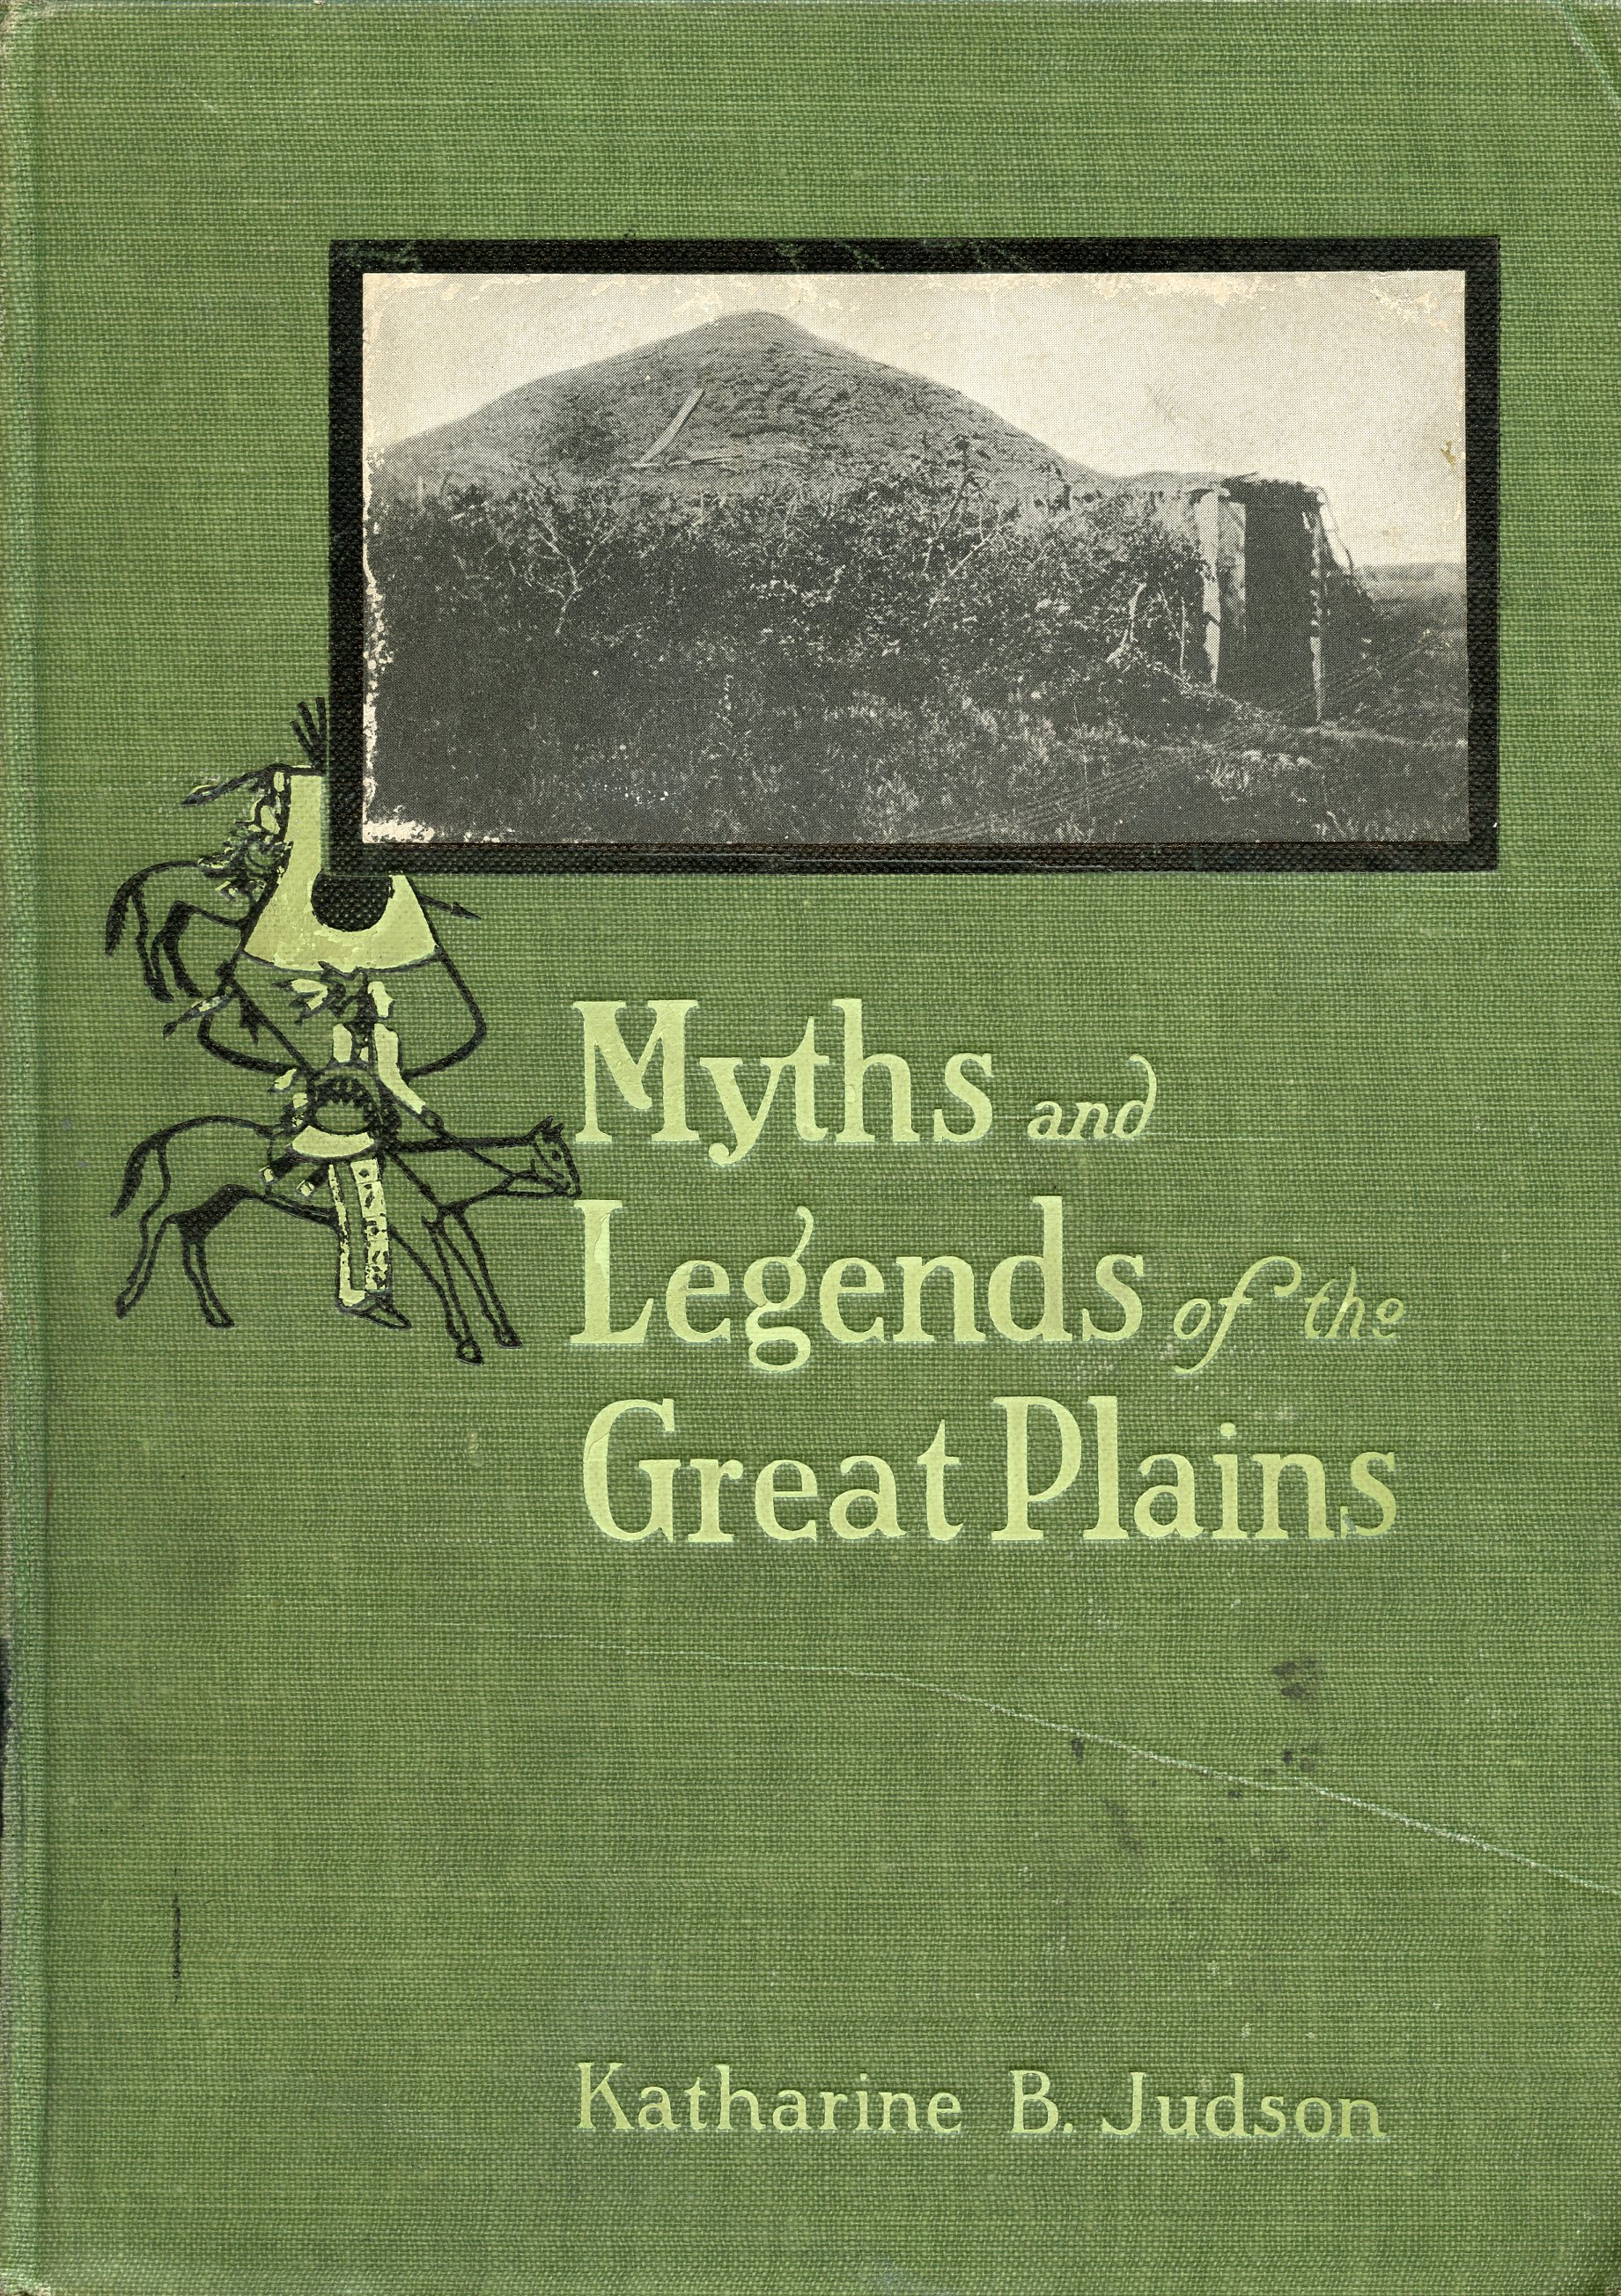 Myths and
Legends of the
Great Plains
Katharine B. Judson